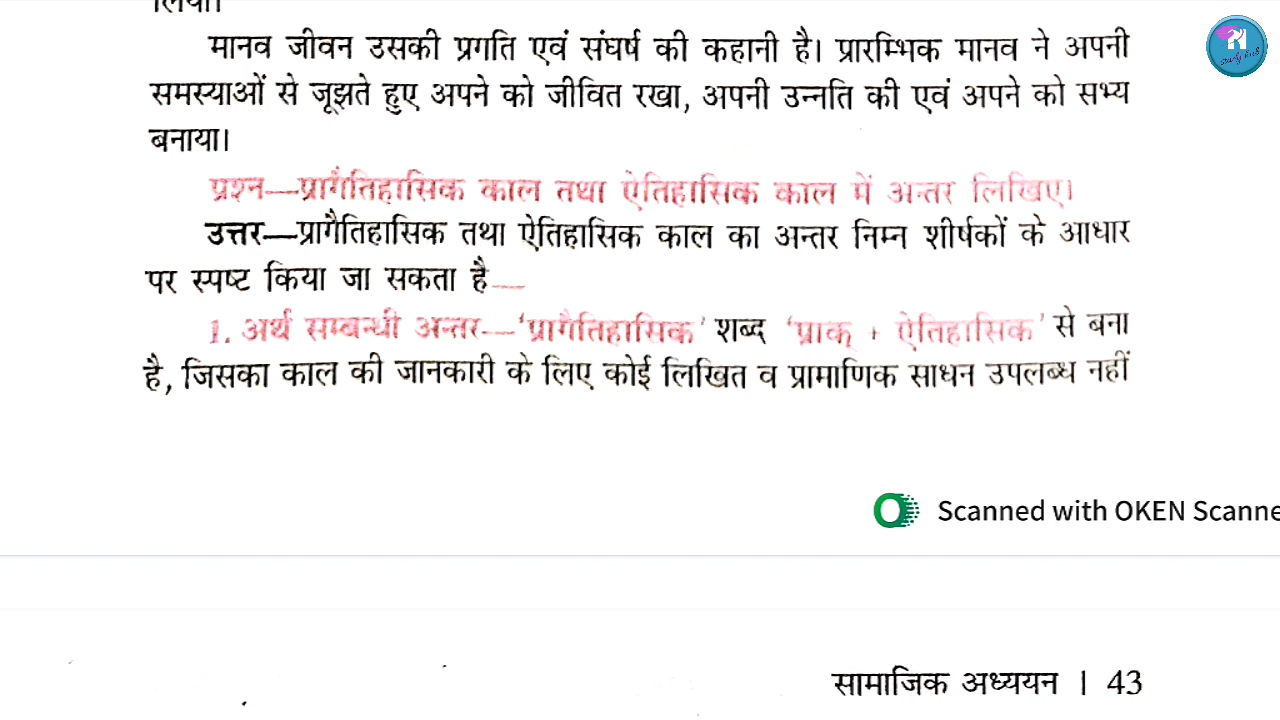 लिया।
मानव जीवन उसकी प्रगति एवं संघर्ष की कहानी है। प्रारम्भिक मानव ने अपनी
समस्याओं से जूझते हुए अपने को जीवित रखा, अपनी उन्नति की एवं अपने को सभ्य
बनाया।
प्रश्न—प्रागैतिहासिक काल तथा ऐतिहासिक काल में अन्तर लिखिए।
उत्तर—प्रागैतिहासिक तथा ऐतिहासिक काल का अन्तर निम्न शीर्षकों के आधार
पर स्पष्ट किया जा सकता है—
1. अर्थ सम्बन्धी अन्तर—'प्रागैतिहासिक' शब्द 'प्राक् + ऐतिहासिक' से बना
है, जिसका काल की जानकारी के लिए कोई लिखित व प्रामाणिक साधन उपलब्ध नहीं
Scanned with OKEN Scanne
सामाजिक अध्ययन | 43